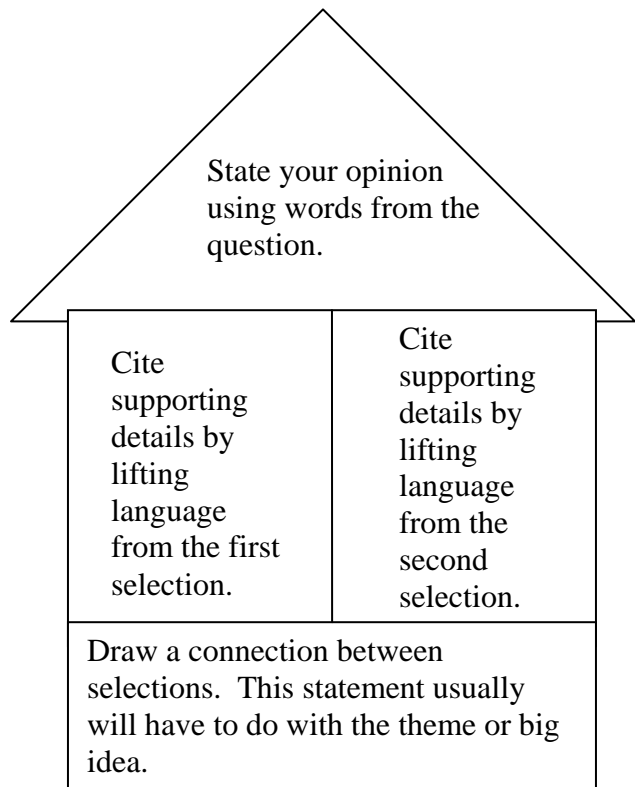 State your opinion
using words from the
question.
Cite
supporting
details by
lifting
language
from the first
selection.
Cite
supporting
details by
lifting
language
from the
second
selection.
Draw a connection between
selections.  This statement usually
will have to do with the theme or big
idea.